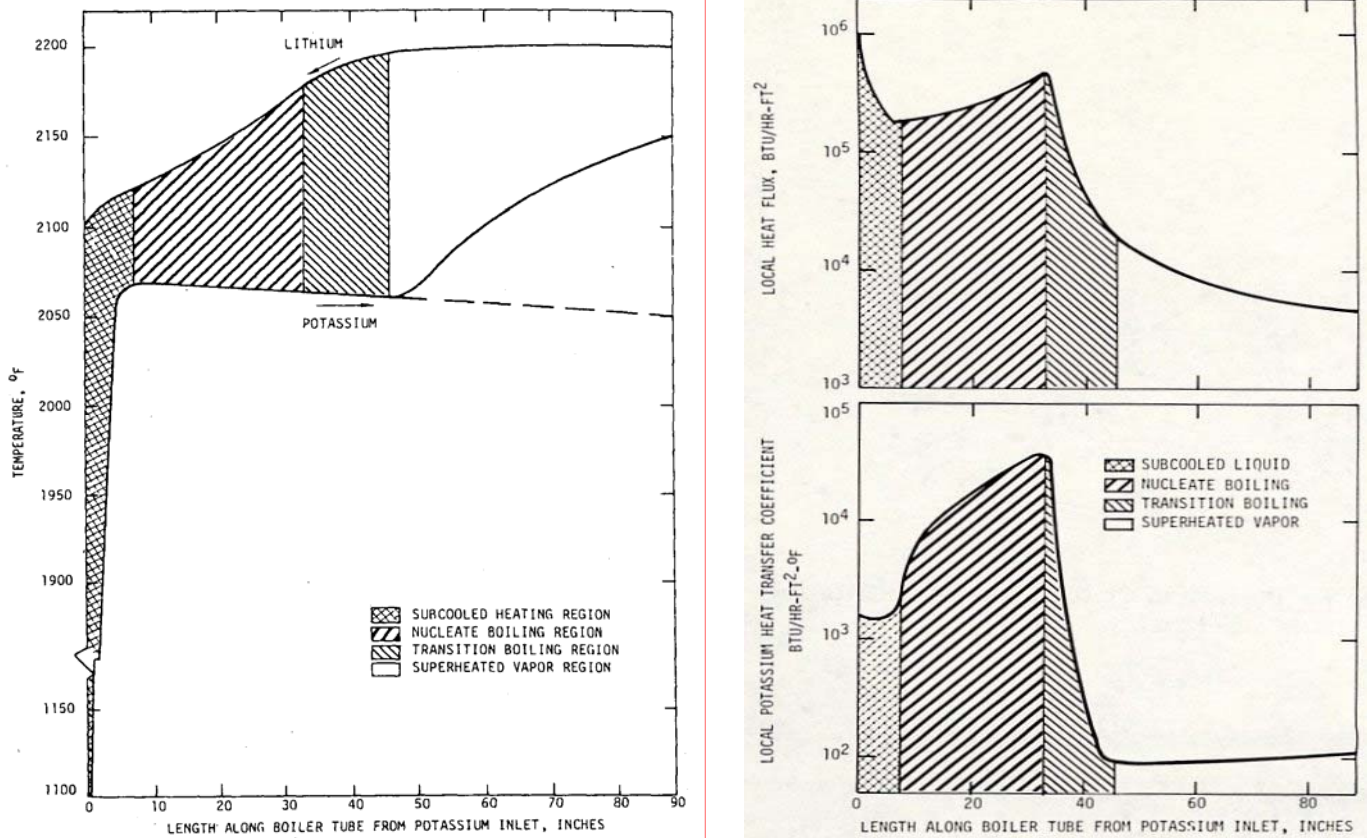 2200
2150
2100
2050
2000
1950
1900
1150
1100
TEMPERATURE, ºF
LITHIUM
POTASSIUM
SUBCOOLED HEATING REGION
NUCLEATE BOILING REGION
TRANSITION BOILING REGION
SUPERHEATED VAPOR REGION
0 10 20 30 40 50 60 70 80 90
LENGTH ALONG BOILER TUBE FROM POTASSIUM INLET, INCHES
10⁶
10⁵
10⁴
10³
LOCAL HEAT FLUX, BTU/HR-FT²
10⁵
10⁴
10³
10²
LOCAL POTASSIUM HEAT TRANSFER COEFFICIENT
BTU/HR-FT²-ºF
SUBCOOLED LIQUID
NUCLEATE BOILING
TRANSITION BOILING
SUPERHEATED VAPOR
0 20 40 60 80
LENGTH ALONG BOILER TUBE FROM POTASSIUM INLET, INCHES